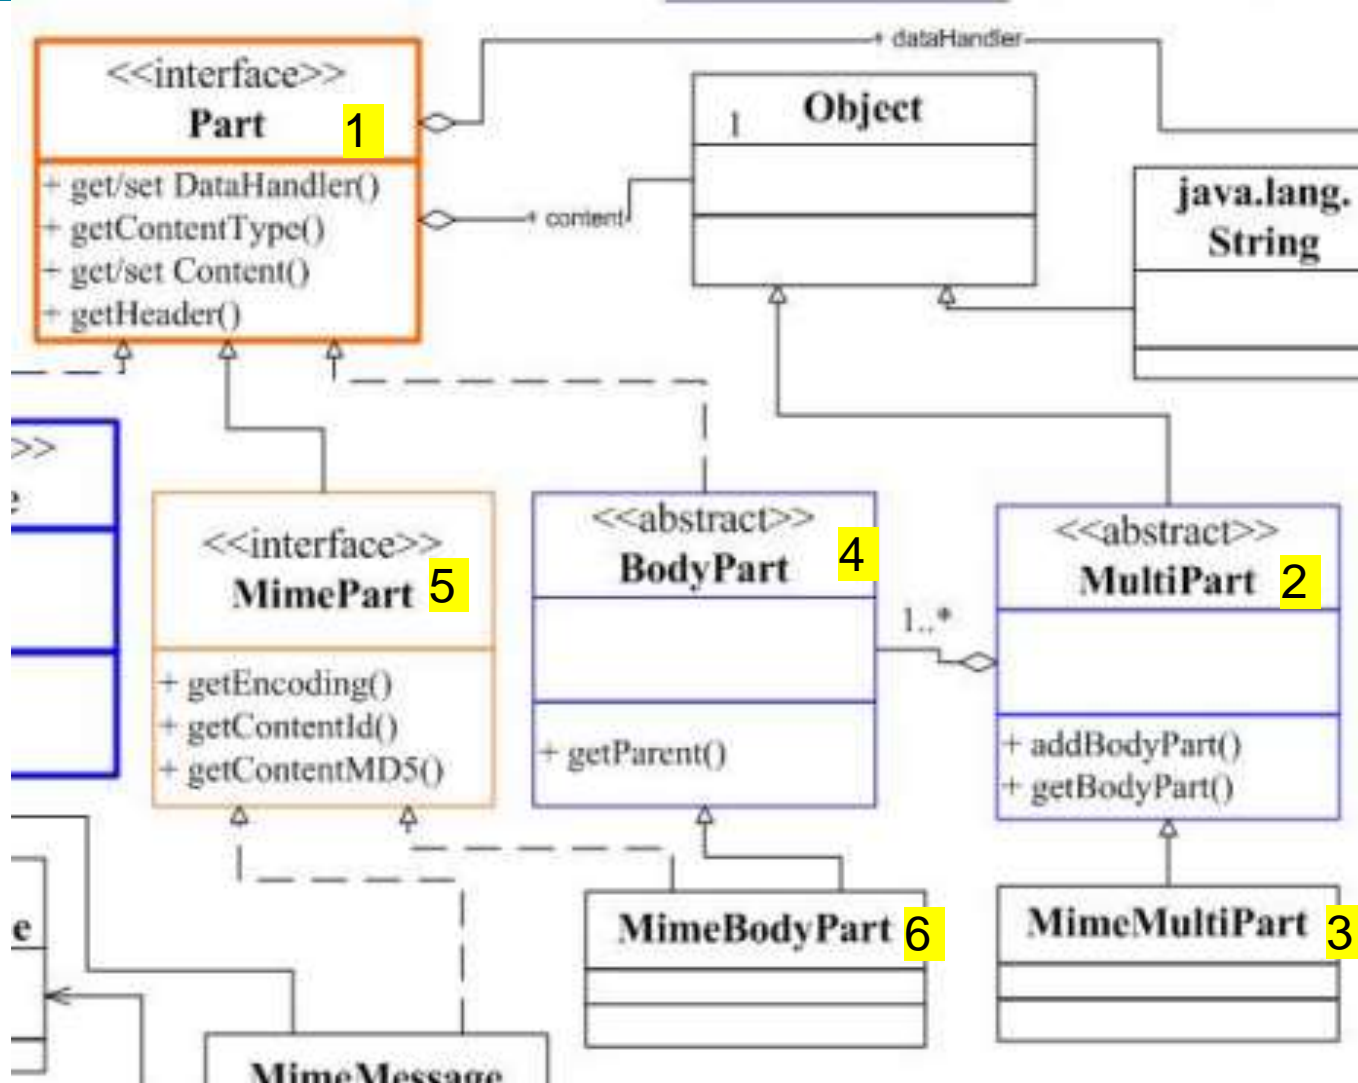 + dataHandler
<<interface>>
Part
1
+ get/set DataHandler()
+ getContentType()
+ get/set Content()
+ getHeader()
+ content
1
Object
java.lang.
String
>>
e
<<interface>>
MimePart
5
+ getEncoding()
+ getContentId()
+ getContentMD5()
<<abstract>>
BodyPart
4
+ getParent()
1..*
<<abstract>>
MultiPart
2
+ addBodyPart()
+ getBodyPart()
e
MimeBodyPart
6
MimeMultiPart
3
MimeMessage